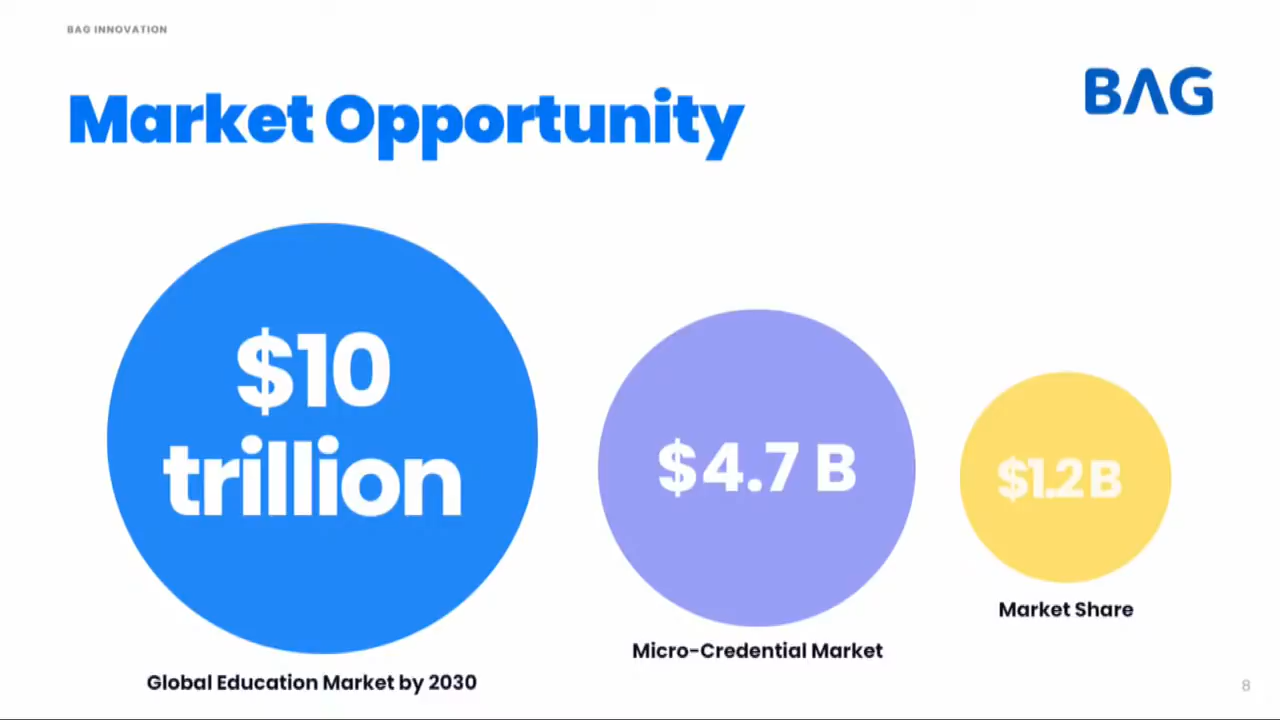 BAG INNOVATION
BAG
Market Opportunity
$10
trillion
$4.7 B
$1.2B
Market Share
Micro-Credential Market
Global Education Market by 2030
8